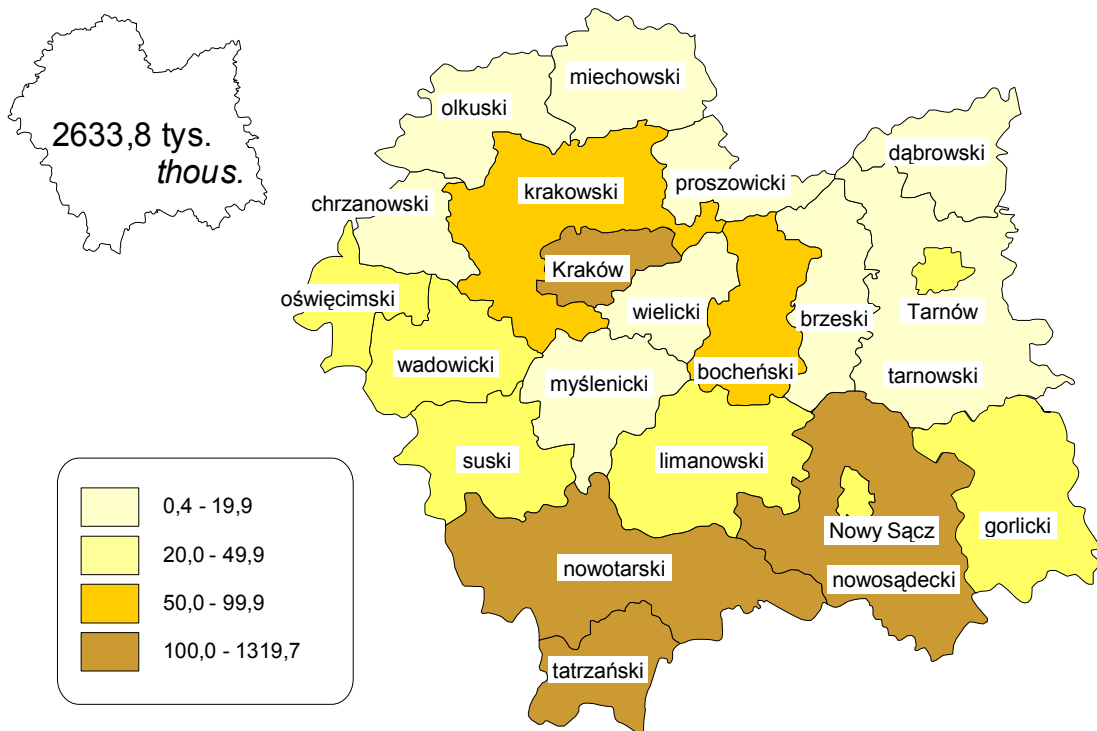 2633,8 tys.
thous.
miechowski
olkuski
dąbrowski
krakowski
proszowicki
chrzanowski
Kraków
oświęcimski
wielicki
brzeski
Tarnów
wadowicki
myślenicki
bocheński
tarnowski
suski
limanowski
Nowy Sącz
gorlicki
nowotarski
nowosądecki
tatrzański
0,4 - 19,9
20,0 - 49,9
50,0 - 99,9
100,0 - 1319,7